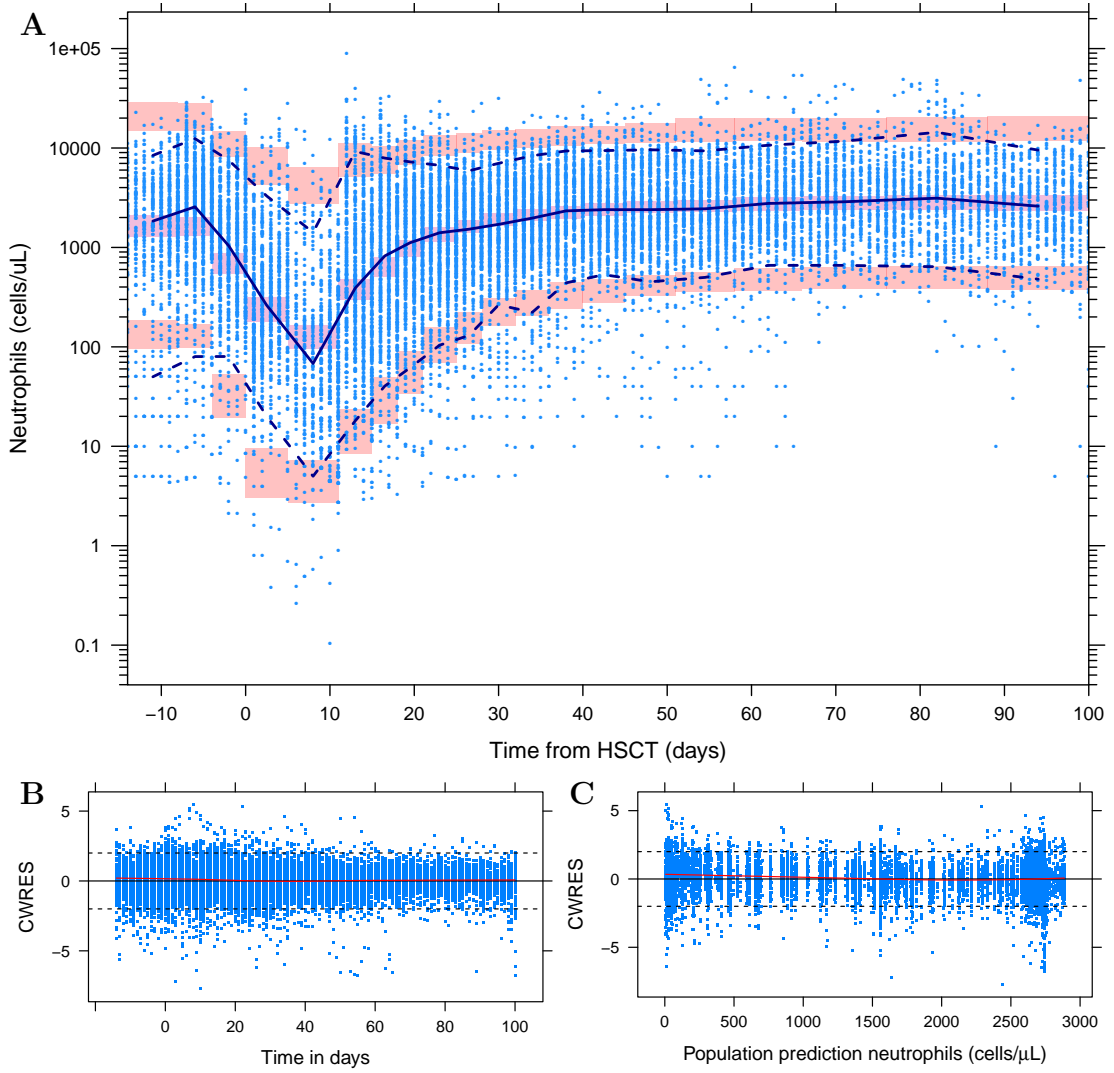 A
1e+05
10000
1000
100
10
1
0.1
Neutrophils (cells/uL)
−10 0 10 20 30 40 50 60 70 80 90 100
Time from HSCT (days)
B
5
0
−5
CWRES
0 20 40 60 80 100
Time in days
C
5
0
−5
CWRES
0 500 1000 1500 2000 2500 3000
Population prediction neutrophils (cells/μL)